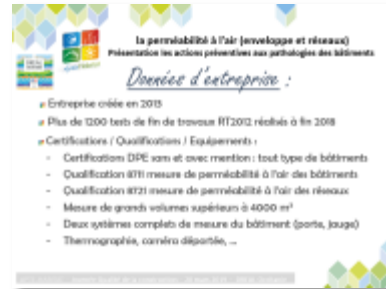 la perméabilité à l'air (enveloppe et réseaux)
Présentation les actions préventives aux pathologies des bâtiments
Données d'entreprise :
Entreprise créée en 2013
Plus de 1200 tests de fin de travaux RT2012 réalisés à fin 2018
Certifications / Qualifications / Equipements :
- Certifications DPE sans et avec mention : tout type de bâtiments
- Qualification 8711 mesure de perméabilité à l'air des bâtiments
- Qualification 8721 mesure de perméabilité à l'air des réseaux
- Mesure de grands volumes supérieurs à 4000 m³
- Deux systèmes complets de mesure du bâtiment (porte, jauge)
- Thermographie, caméra déportée, ...